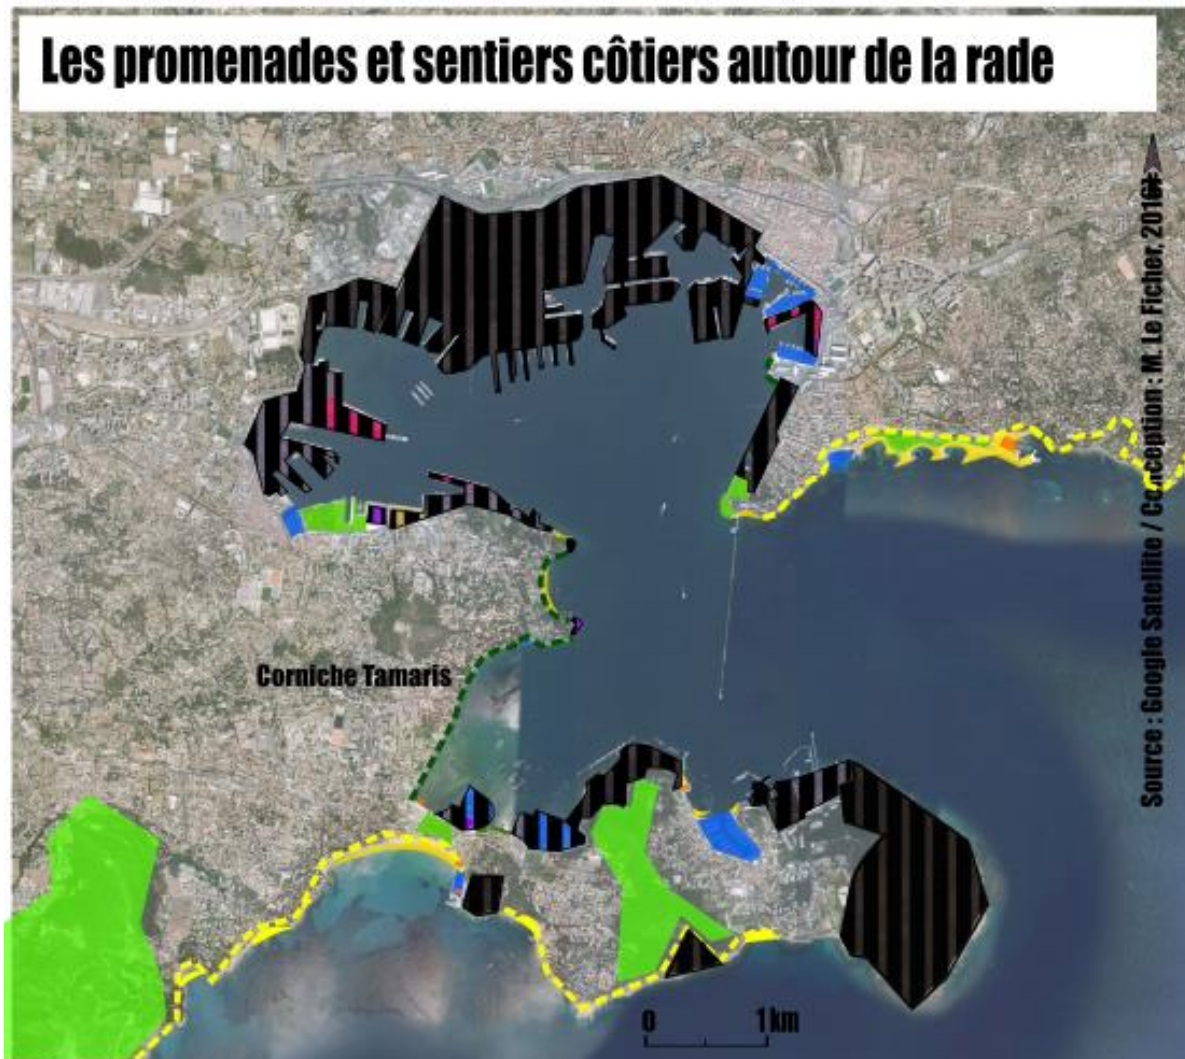 Les promenades et sentiers côtiers autour de la rade
Source : Google Satellite / Conception : M. Le Ficher, 2016
Corniche Tamaris
0 1 km